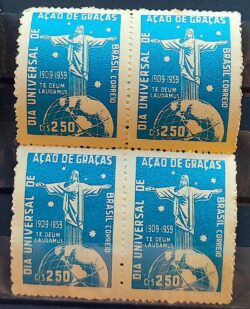 AÇÃO DE GRAÇAS
DIA UNIVERSAL DE
1909-1959
TE DEUM
LAUDAMUS
BRASIL CORREIO
Cr$ 2,50
AÇÃO DE GRAÇAS
DIA UNIVERSAL DE
1909-1959
TE DEUM
LAUDAMUS
BRASIL CORREIO
Cr$ 2,50
AÇÃO DE GRAÇAS
DIA UNIVERSAL DE
1909-1959
TE DEUM
LAUDAMUS
BRASIL CORREIO
Cr$ 2,50
AÇÃO DE GRAÇAS
DIA UNIVERSAL DE
1909-1959
TE DEUM
LAUDAMUS
BRASIL CORREIO
Cr$ 2,50